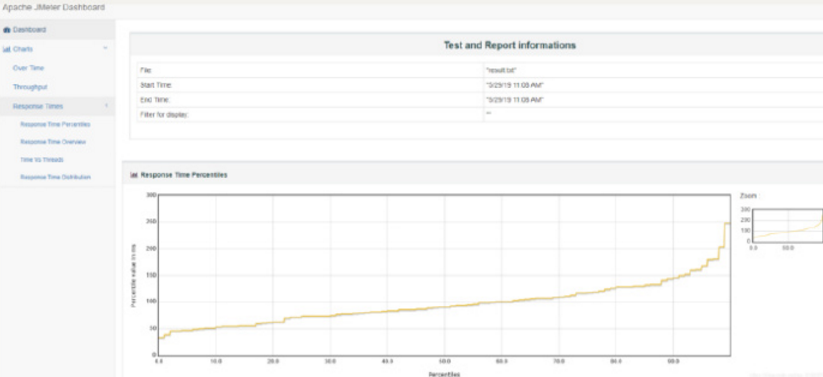 Apache JMeter Dashboard
Dashboard
Charts
Over Time
Throughput
Response Times
Response Time Percentiles
Response Time Overview
Time Vs Threads
Response Time Distribution
Test and Report informations
File: "result.txt"
Start Time: "5/29/19 11:05 AM"
End Time: "5/29/19 11:05 AM"
Filter for display: ""
Response Time Percentiles
Zoom
300
250
200
150
100
50
0
Percentile value in ms
0.0 10.0 20.0 30.0 40.0 50.0 60.0 70.0 80.0 90.0
Percentiles
300
200
100
0
0.0